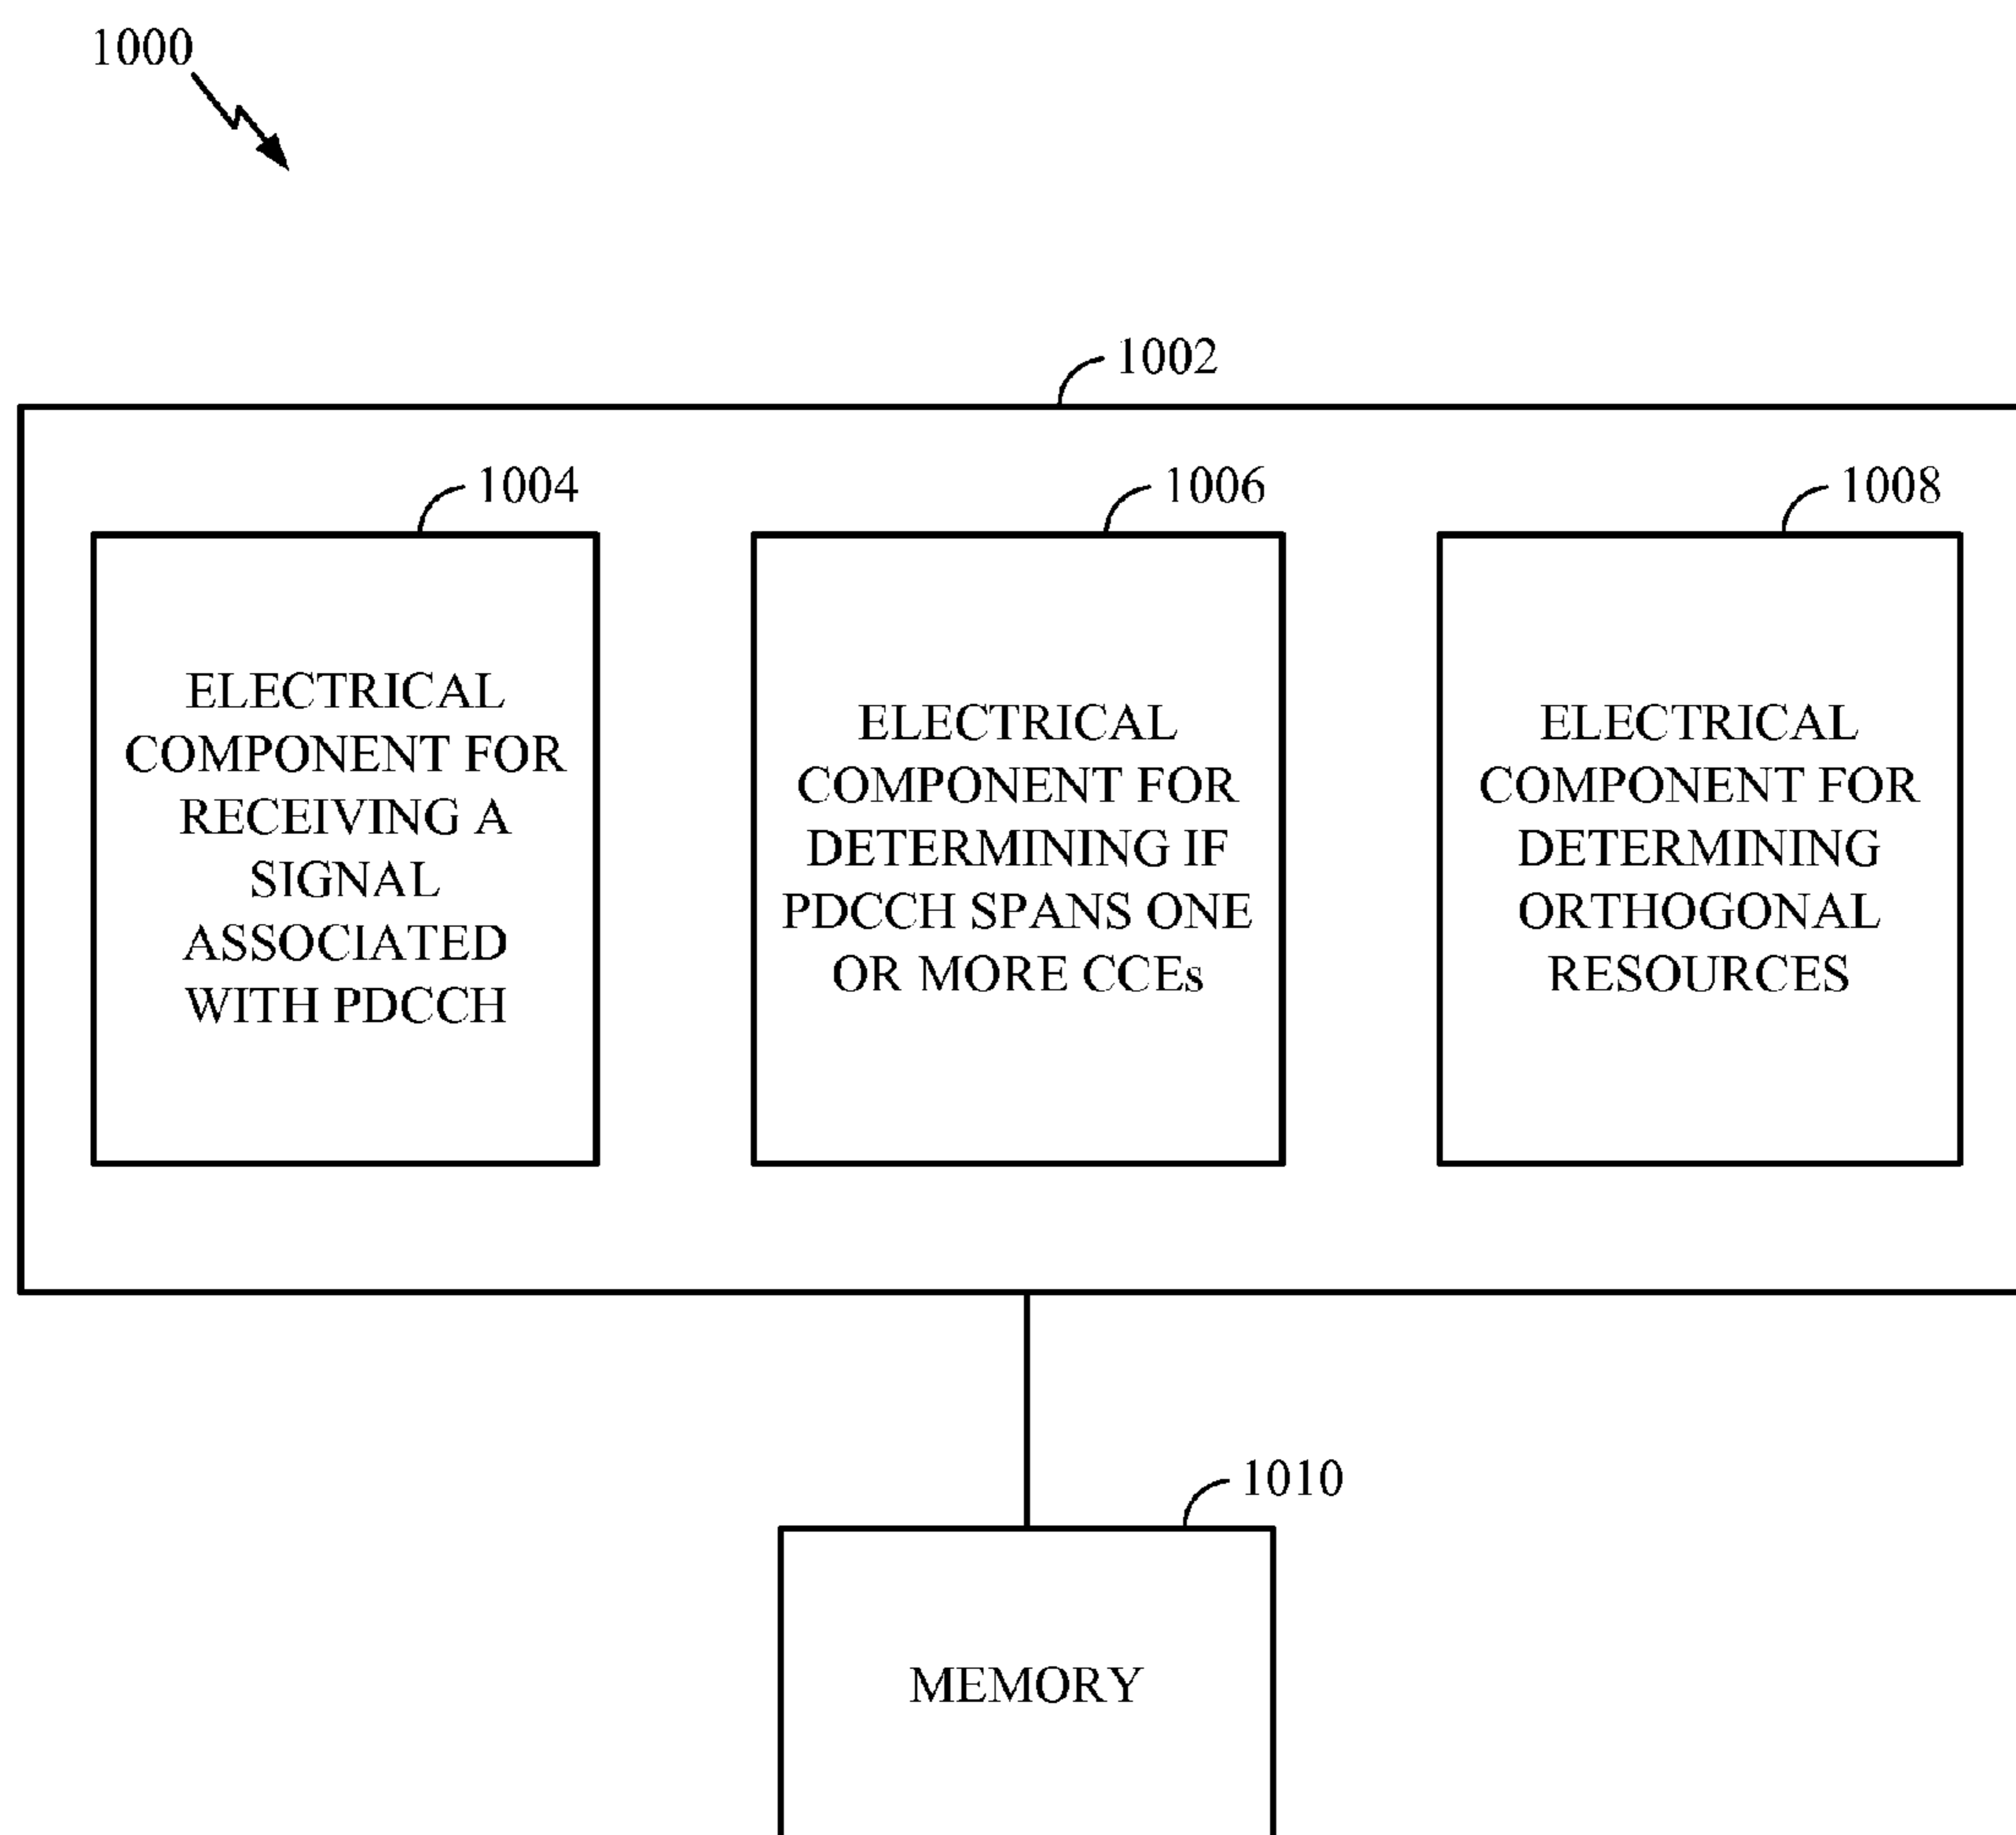 1000
1002
1004
1006
1008
ELECTRICAL
COMPONENT FOR
RECEIVING A
SIGNAL
ASSOCIATED
WITH PDCCH
ELECTRICAL
COMPONENT FOR
DETERMINING IF
PDCCH SPANS ONE
OR MORE CCEs
ELECTRICAL
COMPONENT FOR
DETERMINING
ORTHOGONAL
RESOURCES
1010
MEMORY